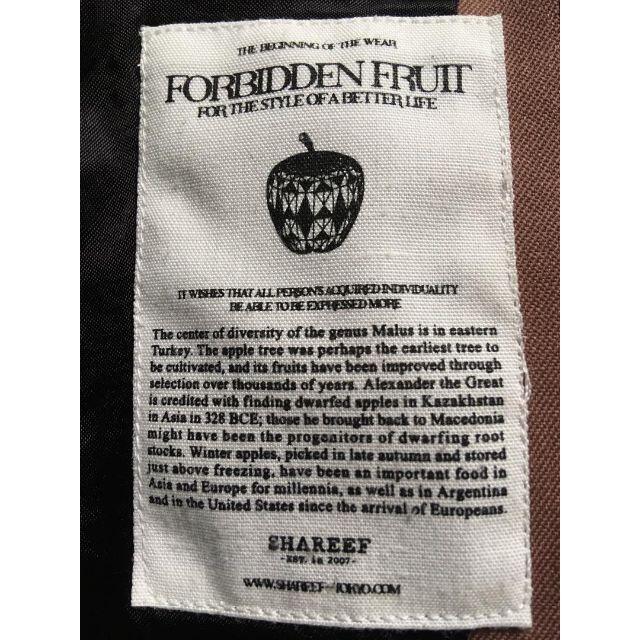 THE BEGINNING OF THE WEAR
FORBIDDEN FRUIT
FOR THE STYLE OF A BETTER LIFE
IT WISHES THAT ALL PERSON'S ACQUIRED INDIVIDUALITY
BE ABLE TO BE EXPRESSED MORE
The center of diversity of the genus Malus is in eastern
Turkey. The apple tree was perhaps the earliest tree to
be cultivated, and its fruits have been improved through
selection over thousands of years. Alexander the Great
is credited with finding dwarfed apples in Kazakhstan
in Asia in 328 BCE; those he brought back to Macedonia
might have been the progenitors of dwarfing root
stocks. Winter apples, picked in late autumn and stored
just above freezing, have been an important food in
Asia and Europe for millennia, as well as in Argentina
and in the United States since the arrival of Europeans.
SHAREEF
-EST. in 2007-
WWW.SHAREEF-TOKYO.COM